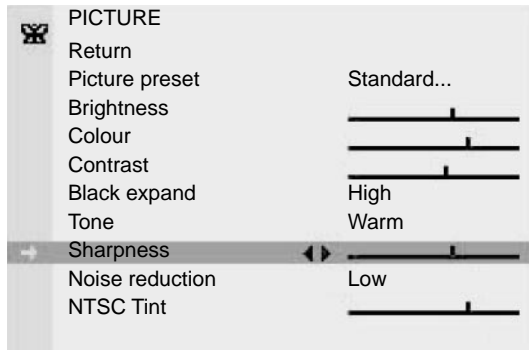 PICTURE
Return
Picture preset Standard...
Brightness
Colour
Contrast
Black expand High
Tone Warm
Sharpness
Noise reduction Low
NTSC Tint